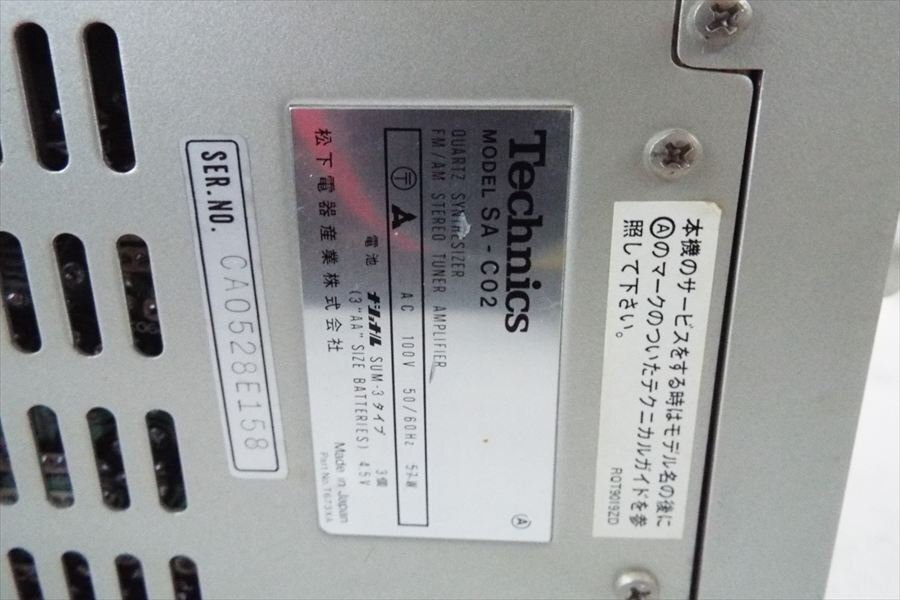 Technics
MODEL SA-C02
QUARTZ SYNTHESIZER
FM/AM STEREO TUNER AMPLIFIER
〒 A AC 100V 50/60Hz 57W
電池 ナショナル SUM-3タイプ 3個
(3"AA" SIZE BATTERIES) 4.5V
松下電器産業株式会社
Made in Japan
Part No. T673XA
Ⓐ
SER.NO. CA0528E158
本機のサービスをする時はモデル名の後に
Ⓐのマークのついたテクニカルガイドを参
照して下さい。
RQT9019ZD